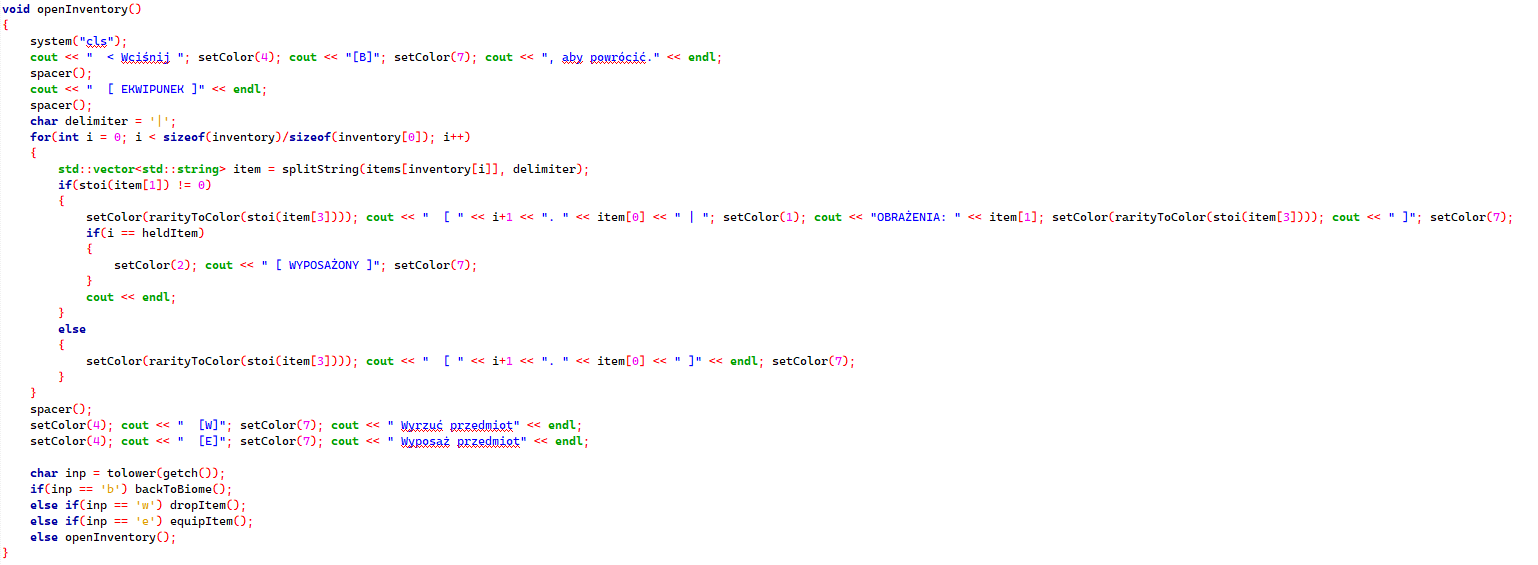 void openInventory()
{
    system("cls");
    cout << "  < Wciśnij "; setColor(4); cout << "[B]"; setColor(7); cout << ", aby powrócić." << endl;
    spacer();
    cout << "  [ EKWIPUNEK ]" << endl;
    spacer();
    char delimiter = '|';
    for(int i = 0; i < sizeof(inventory)/sizeof(inventory[0]); i++)
    {
        std::vector<std::string> item = splitString(items[inventory[i]], delimiter);
        if(stoi(item[1]) != 0)
        {
            setColor(rarityToColor(stoi(item[3]))); cout << "  [ " << i+1 << ". " << item[0] << " | "; setColor(1); cout << "OBRAŻENIA: " << item[1]; setColor(rarityToColor(stoi(item[3]))); cout << " ]"; setColor(7);
            if(i == heldItem)
            {
                setColor(2); cout << " [ WYPOSAŻONY ]"; setColor(7);
            }
            cout << endl;
        }
        else
        {
            setColor(rarityToColor(stoi(item[3]))); cout << "  [ " << i+1 << ". " << item[0] << " ]" << endl; setColor(7);
        }
    }
    spacer();
    setColor(4); cout << "  [W]"; setColor(7); cout << " Wyrzuć przedmiot" << endl;
    setColor(4); cout << "  [E]"; setColor(7); cout << " Wyposaż przedmiot" << endl;

    char inp = tolower(getch());
    if(inp == 'b') backToBiome();
    else if(inp == 'w') dropItem();
    else if(inp == 'e') equipItem();
    else openInventory();
}